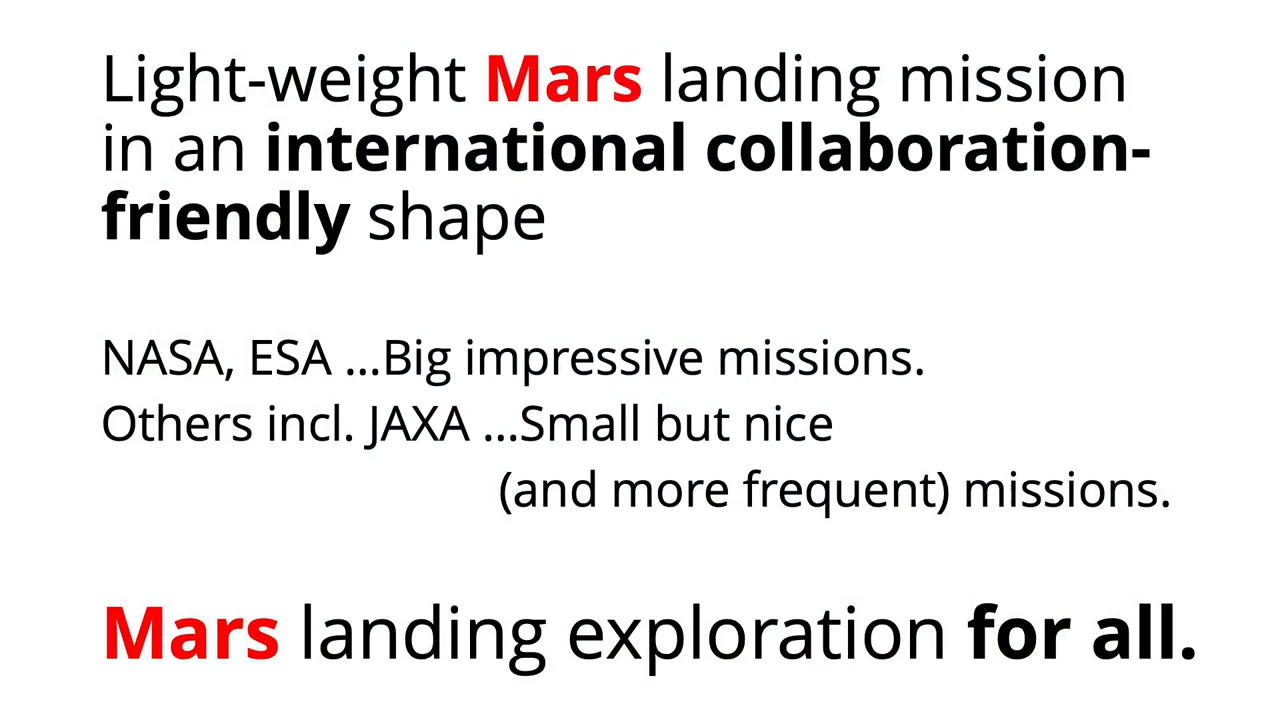 Light-weight Mars landing mission
in an international collaboration-
friendly shape
NASA, ESA ...Big impressive missions.
Others incl. JAXA ...Small but nice
(and more frequent) missions.
Mars landing exploration for all.